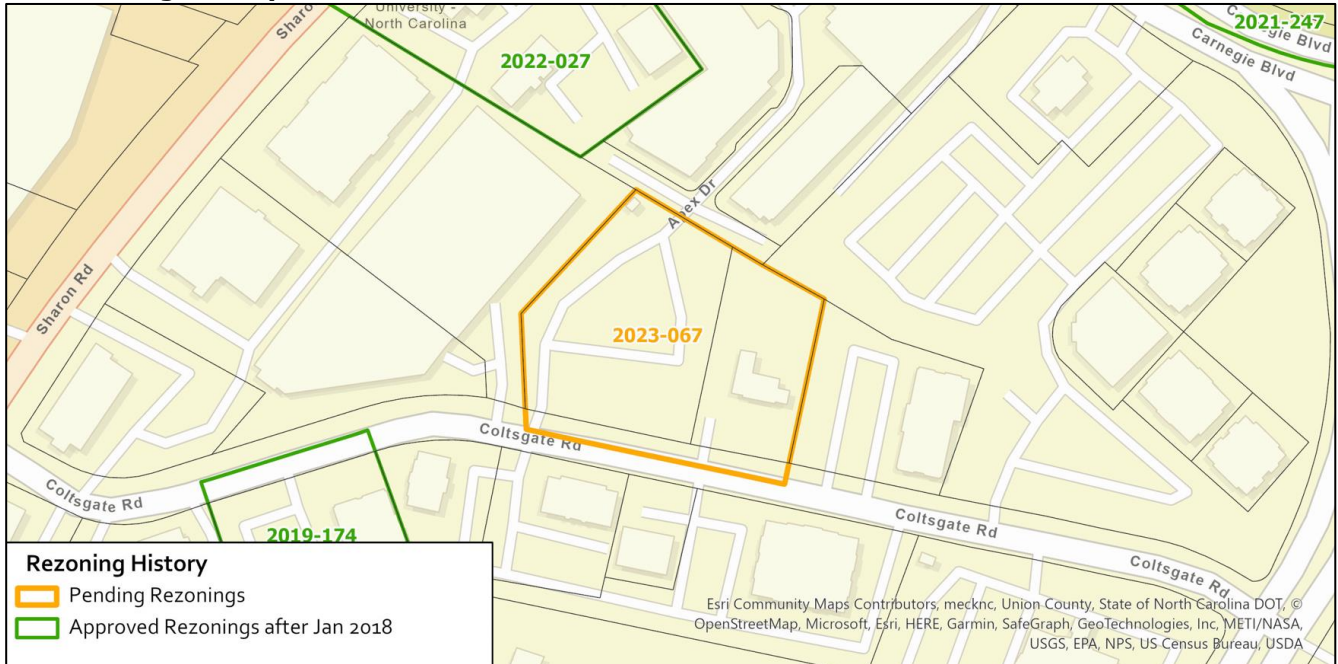 University -
North Carolina
Sharo
2022-027
2021-247
Carnegie Blvd
Carnegie Blvd
Apex Dr
Sharon Rd
2023-067
Coltsgate Rd
Coltsgate Rd
Coltsgate Rd
Coltsgate Rd
2019-174
Rezoning History
Pending Rezonings
Approved Rezonings after Jan 2018
Esri Community Maps Contributors, mecknc, Union County, State of North Carolina DOT, ©
OpenStreetMap, Microsoft, Esri, HERE, Garmin, SafeGraph, GeoTechnologies, Inc, METI/NASA,
USGS, EPA, NPS, US Census Bureau, USDA